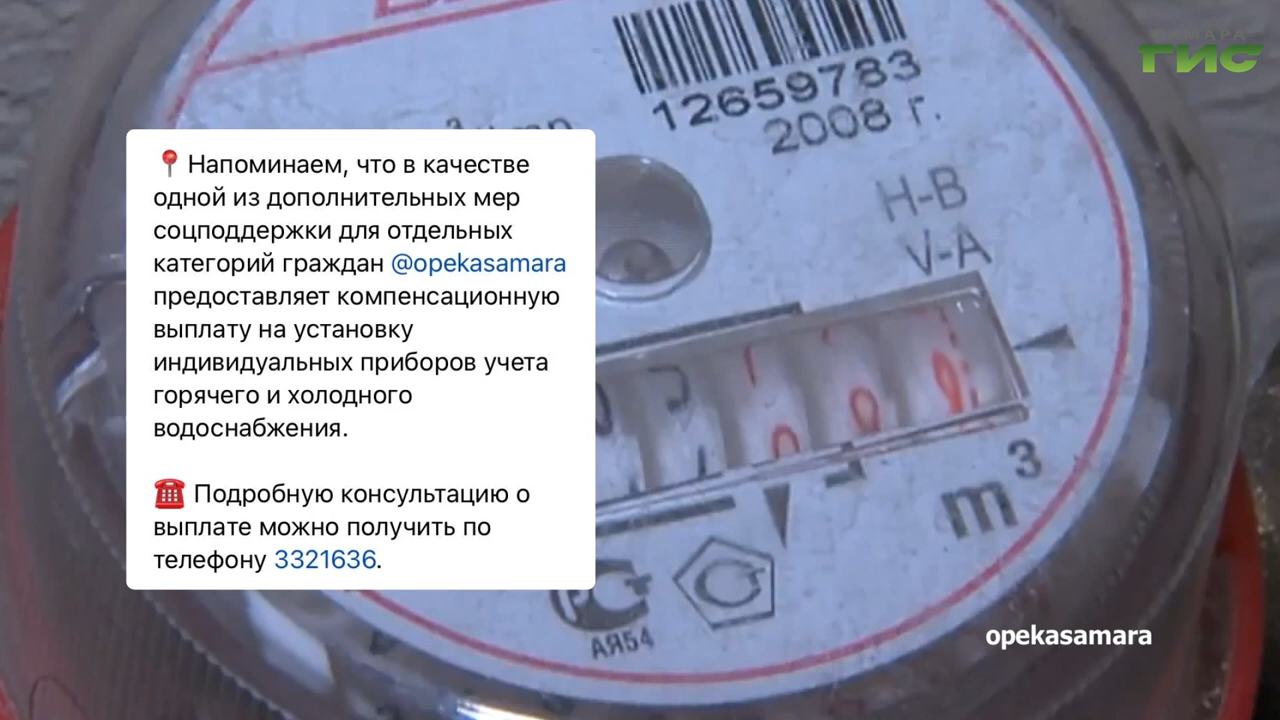 САМАРА
ГИС
12659783
2008 г.
H-B
V-A
📍 Напоминаем, что в качестве
одной из дополнительных мер
соцподдержки для отдельных
категорий граждан @opekasamara
предоставляет компенсационную
выплату на установку
индивидуальных приборов учета
горячего и холодного
водоснабжения.
☎️ Подробную консультацию о
выплате можно получить по
телефону 3321636.
m³
АЯ54
opekasamara